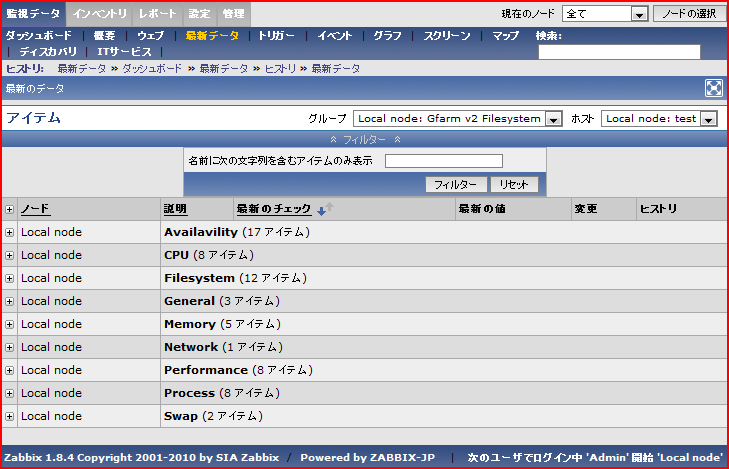 監視データ インベントリ レポート 設定 管理 現在のノード 全て ノードの選択
ダッシュボード | 概要 | ウェブ | 最新データ | トリガー | イベント | グラフ | スクリーン | マップ 検索:
| ディスカバリ | ITサービス |
ヒストリ: 最新データ » ダッシュボード » 最新データ » ヒストリ » 最新データ
最新のデータ
アイテム グループ Local node: Gfarm v2 Filesystem ホスト Local node: test
フィルター
名前に次の文字列を含むアイテムのみ表示
フィルター リセット
ノード 説明 最新のチェック 最新の値 変更 ヒストリ
Local node Availavility (17 アイテム)
Local node CPU (8 アイテム)
Local node Filesystem (12 アイテム)
Local node General (3 アイテム)
Local node Memory (5 アイテム)
Local node Network (1 アイテム)
Local node Performance (8 アイテム)
Local node Process (8 アイテム)
Local node Swap (2 アイテム)
Zabbix 1.8.4 Copyright 2001-2010 by SIA Zabbix / Powered by ZABBIX-JP | 次のユーザでログイン中 'Admin' 開始 'Local node'